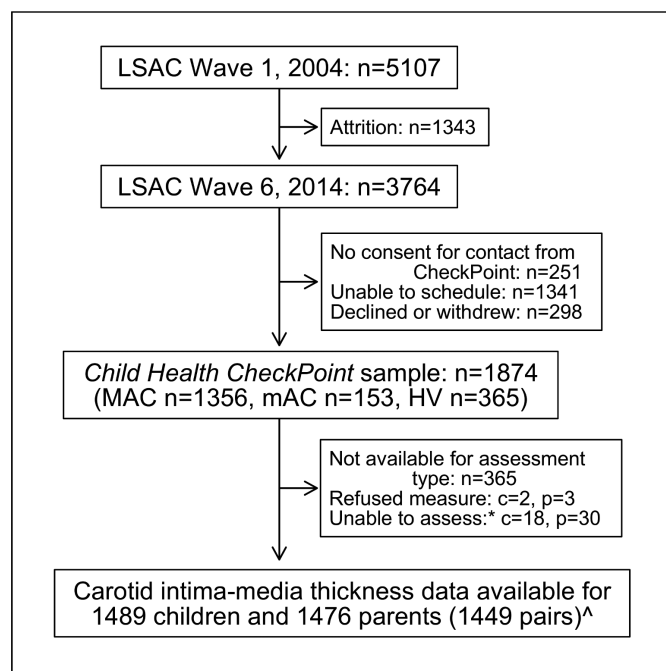 LSAC Wave 1, 2004: n=5107
Attrition: n=1343
LSAC Wave 6, 2014: n=3764
No consent for contact from
CheckPoint: n=251
Unable to schedule: n=1341
Declined or withdrew: n=298
Child Health CheckPoint sample: n=1874
(MAC n=1356, mAC n=153, HV n=365)
Not available for assessment
type: n=365
Refused measure: c=2, p=3
Unable to assess:* c=18, p=30
Carotid intima-media thickness data available for
1489 children and 1476 parents (1449 pairs)^